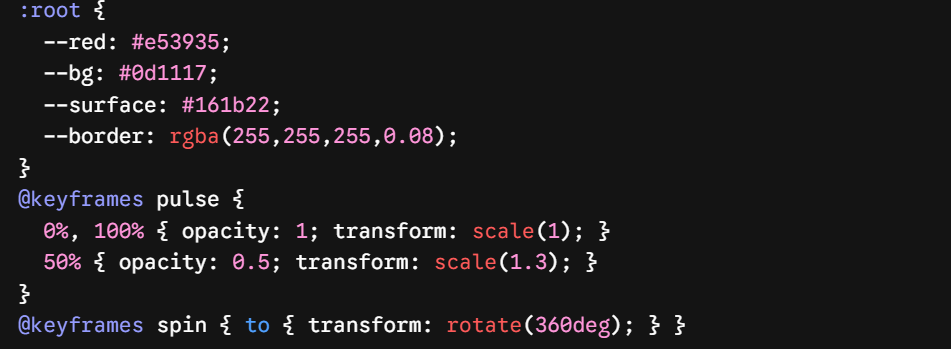 :root {
  --red: #e53935;
  --bg: #0d1117;
  --surface: #161b22;
  --border: rgba(255,255,255,0.08);
}
@keyframes pulse {
  0%, 100% { opacity: 1; transform: scale(1); }
  50% { opacity: 0.5; transform: scale(1.3); }
}
@keyframes spin { to { transform: rotate(360deg); } }